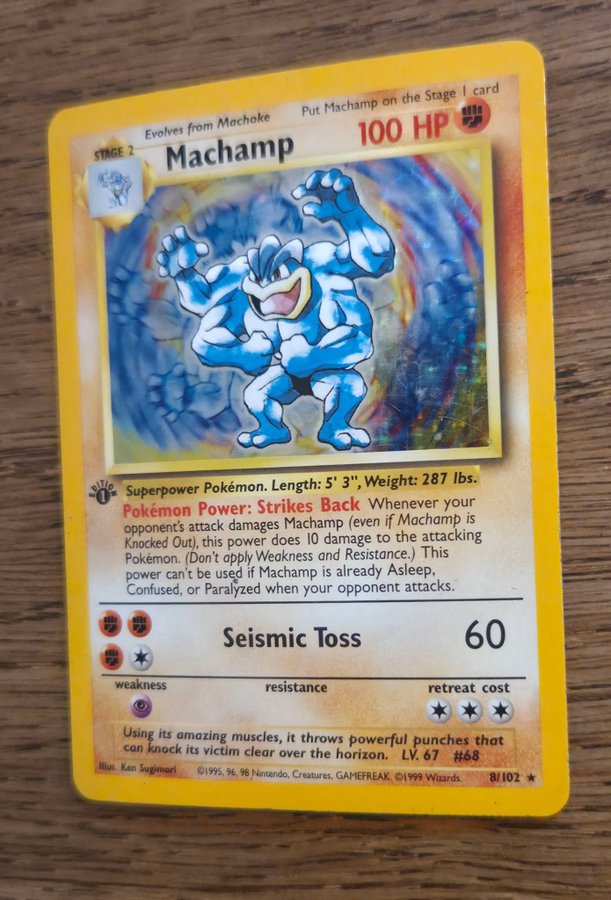 Evolves from Machoke
Put Machamp on the Stage 1 card
STAGE 2
Machamp
100 HP
EDITION
1
Superpower Pokémon. Length: 5' 3", Weight: 287 lbs.
Pokémon Power: Strikes Back Whenever your
opponent's attack damages Machamp (even if Machamp is
Knocked Out), this power does 10 damage to the attacking
Pokémon. (Don't apply Weakness and Resistance.) This
power can't be used if Machamp is already Asleep,
Confused, or Paralyzed when your opponent attacks.
Seismic Toss 60
weakness
resistance
retreat cost
Using its amazing muscles, it throws powerful punches that
can knock its victim clear over the horizon. LV. 67 #68
Illus. Ken Sugimori ©1995, 96, 98 Nintendo, Creatures, GAMEFREAK. ©1999 Wizards. 8/102 ★